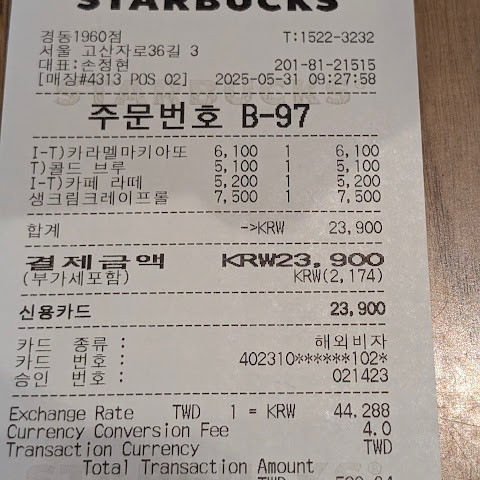 STARBUCKS
경동1960점 T:1522-3232
서울 고산자로36길 3
대표:손정현 201-81-21515
[매장#4313 POS 02] 2025-05-31 09:27:58
주문번호 B-97
I-T)카라멜마키아또 6,100 1 6,100
T)콜드 브루 5,100 1 5,100
I-T)카페 라떼 5,200 1 5,200
생크림크레이프롤 7,500 1 7,500
합계 ->KRW 23,900
결제금액 KRW23,900
(부가세포함) KRW(2,174)
신용카드 23,900
카드 종류 : 해외비자
카드 번호 : 402310******102*
승인 번호 : 021423
Exchange Rate TWD 1 = KRW 44.288
Currency Conversion Fee 4.0
Transaction Currency TWD
Total Transaction Amount
TWD